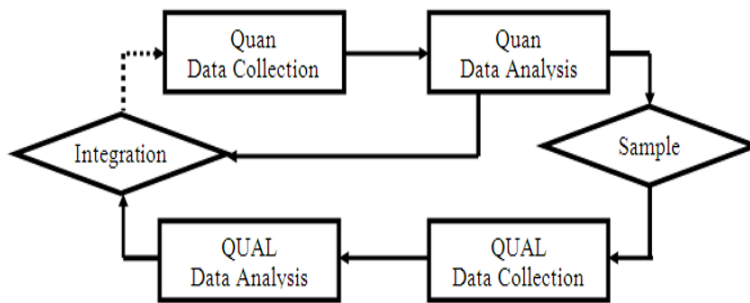 Quan
Data Collection
Quan
Data Analysis
Integration
Sample
QUAL
Data Analysis
QUAL
Data Collection